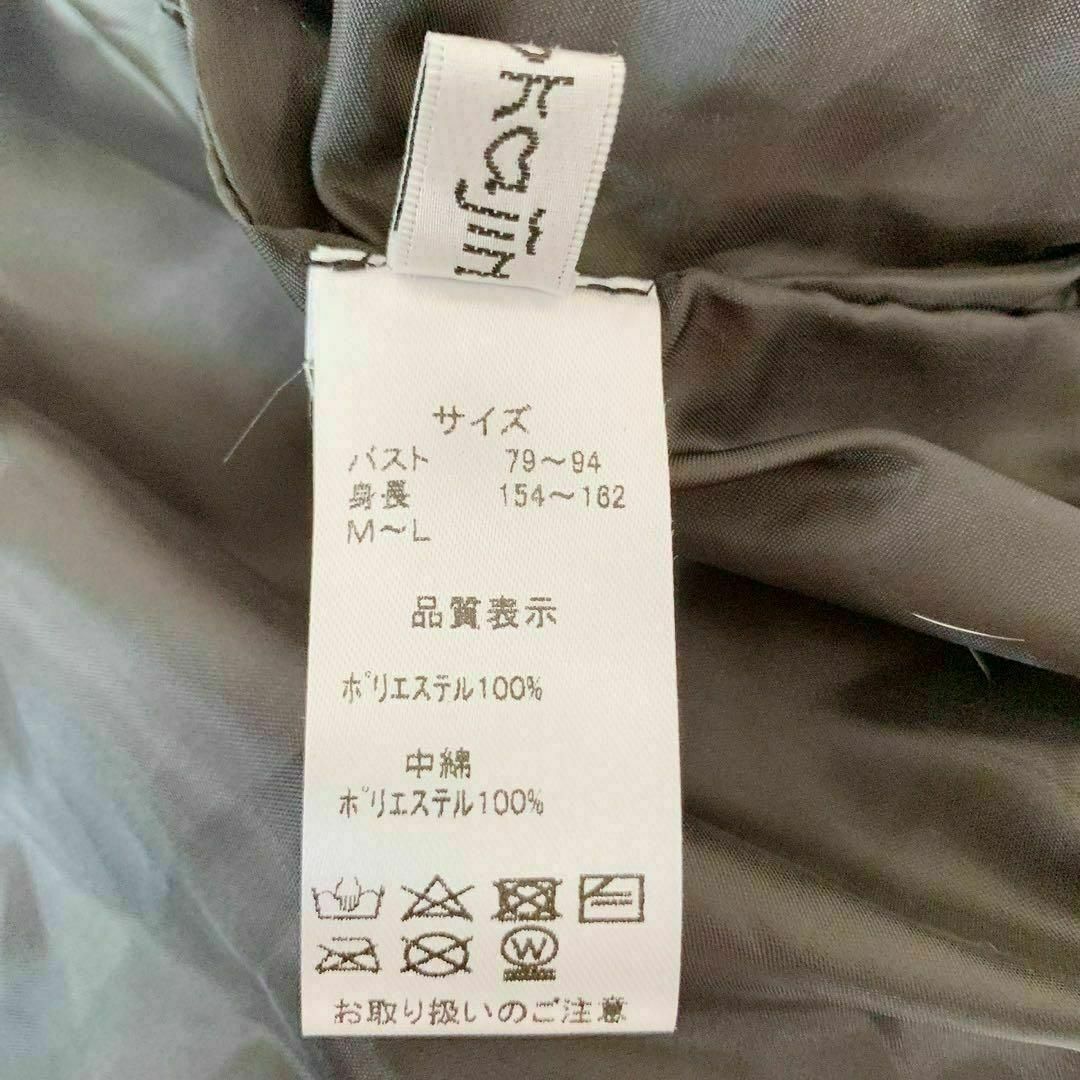 kajin
サイズ
バスト 79～94
身長 154～162
M～L
品質表示
ポリエステル100%
中綿
ポリエステル100%
W
お取り扱いのご注意